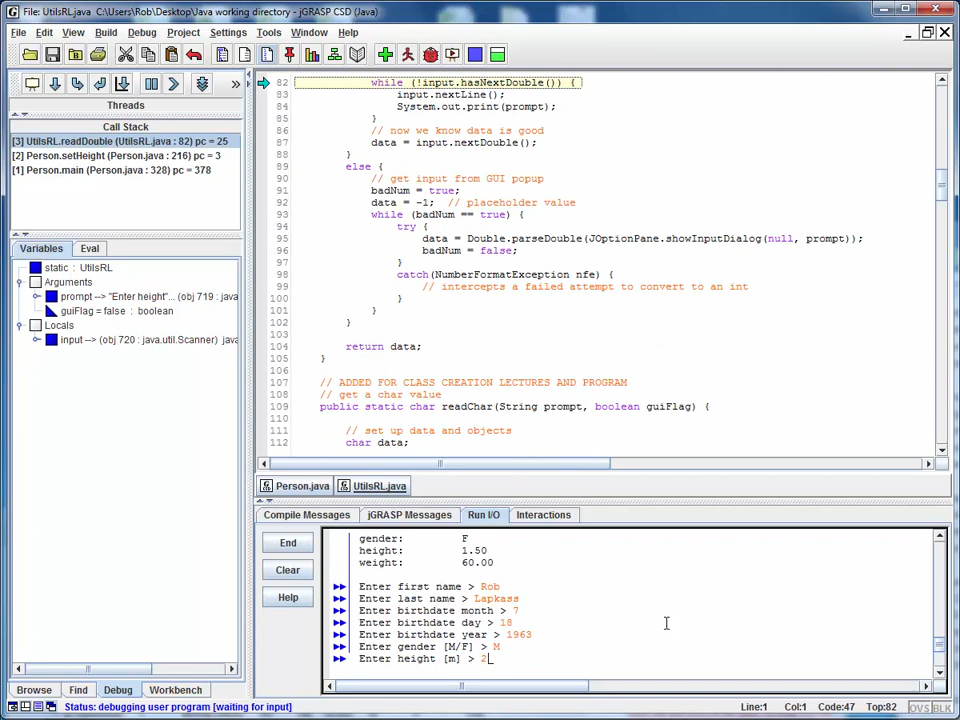 File: UtilsRL.java  C:\Users\Rob\Desktop\Java working directory - jGRASP CSD (Java)
File Edit View Build Debug Project Settings Tools Window Help
Threads
Call Stack
[3] UtilsRL.readDouble (UtilsRL.java : 82) pc = 25
[2] Person.setHeight (Person.java : 216) pc = 3
[1] Person.main (Person.java : 328) pc = 378
Variables Eval
static : UtilsRL
Arguments
prompt --> "Enter height"... (obj 719 : java
guiFlag = false : boolean
Locals
input --> (obj 720 : java.util.Scanner) java
Browse Find Debug Workbench
82 while (!input.hasNextDouble()) {
83 input.nextLine();
84 System.out.print(prompt);
85 }
86 // now we know data is good
87 data = input.nextDouble();
88 }
89 else {
90 // get input from GUI popup
91 badNum = true;
92 data = -1;  // placeholder value
93 while (badNum == true) {
94 try {
95 data = Double.parseDouble(JOptionPane.showInputDialog(null, prompt));
96 badNum = false;
97 }
98 catch(NumberFormatException nfe) {
99 // intercepts a failed attempt to convert to an int
100 }
101 }
102 }
103
104 return data;
105 }
106
107 // ADDED FOR CLASS CREATION LECTURES AND PROGRAM
108 // get a char value
109 public static char readChar(String prompt, boolean guiFlag) {
110
111 // set up data and objects
112 char data;
Person.java UtilsRL.java
Compile Messages jGRASP Messages Run I/O Interactions
End
Clear
Help
gender: F
height: 1.50
weight: 60.00
Enter first name > Rob
Enter last name > Lapkass
Enter birthdate month > 7
Enter birthdate day > 18
Enter birthdate year > 1963
Enter gender [M/F] > M
Enter height [m] > 2
Status: debugging user program [waiting for input] Line:1 Col:1 Code:47 Top:82 OVS BLK